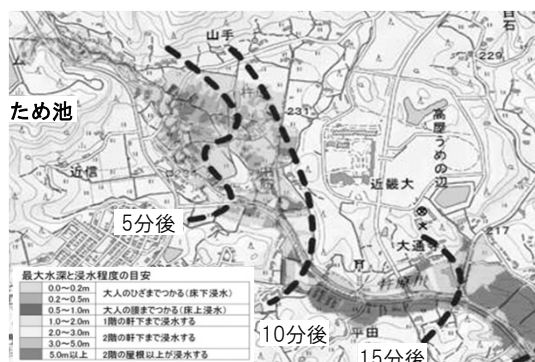 山手
白石
229
ため池
231
高屋うめの辺
近信
近畿大
5分後
大通寺
217
最大水深と浸水程度の目安
0.0～0.2m
大人のひざまでつかる(床下浸水)
0.2～0.5m
0.5～1.0m 大人の腰までつかる(床上浸水)
1.0～2.0m 1階の軒下まで浸水する
2.0～3.0m
2階の軒下まで浸水する
3.0～5.0m
5.0m以上 2階の屋根以上が浸水する
10分後
平田
15分後